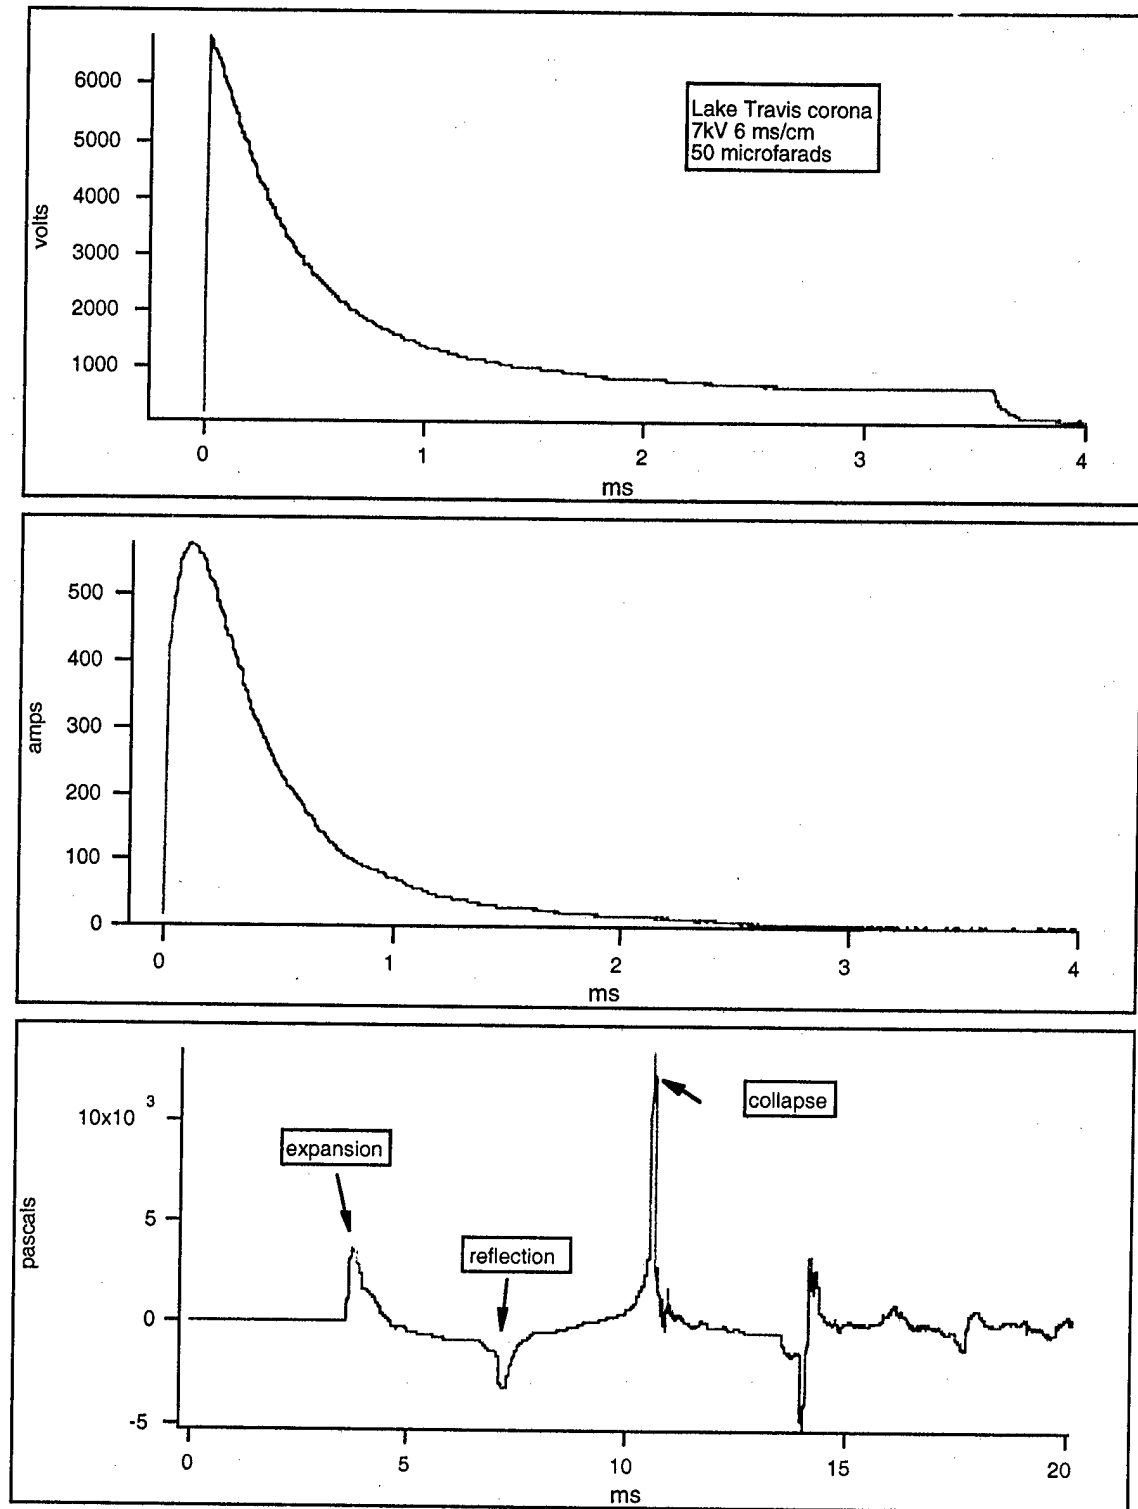 6000
5000
4000
3000
2000
1000
volts
Lake Travis corona
7kV 6 ms/cm
50 microfarads
0 1 2 3 4
ms
500
400
300
200
100
0
amps
0 1 2 3 4
ms
10x10 3
5
0
-5
pascals
expansion
reflection
collapse
0 5 10 15 20
ms